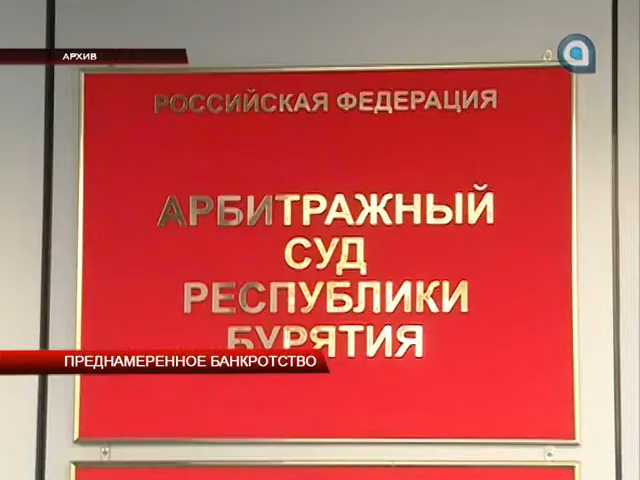 АРХИВ
РОССИЙСКАЯ ФЕДЕРАЦИЯ
АРБИТРАЖНЫЙ
СУД
РЕСПУБЛИКИ
БУРЯТИЯ
ПРЕДНАМЕРЕННОЕ БАНКРОТСТВО